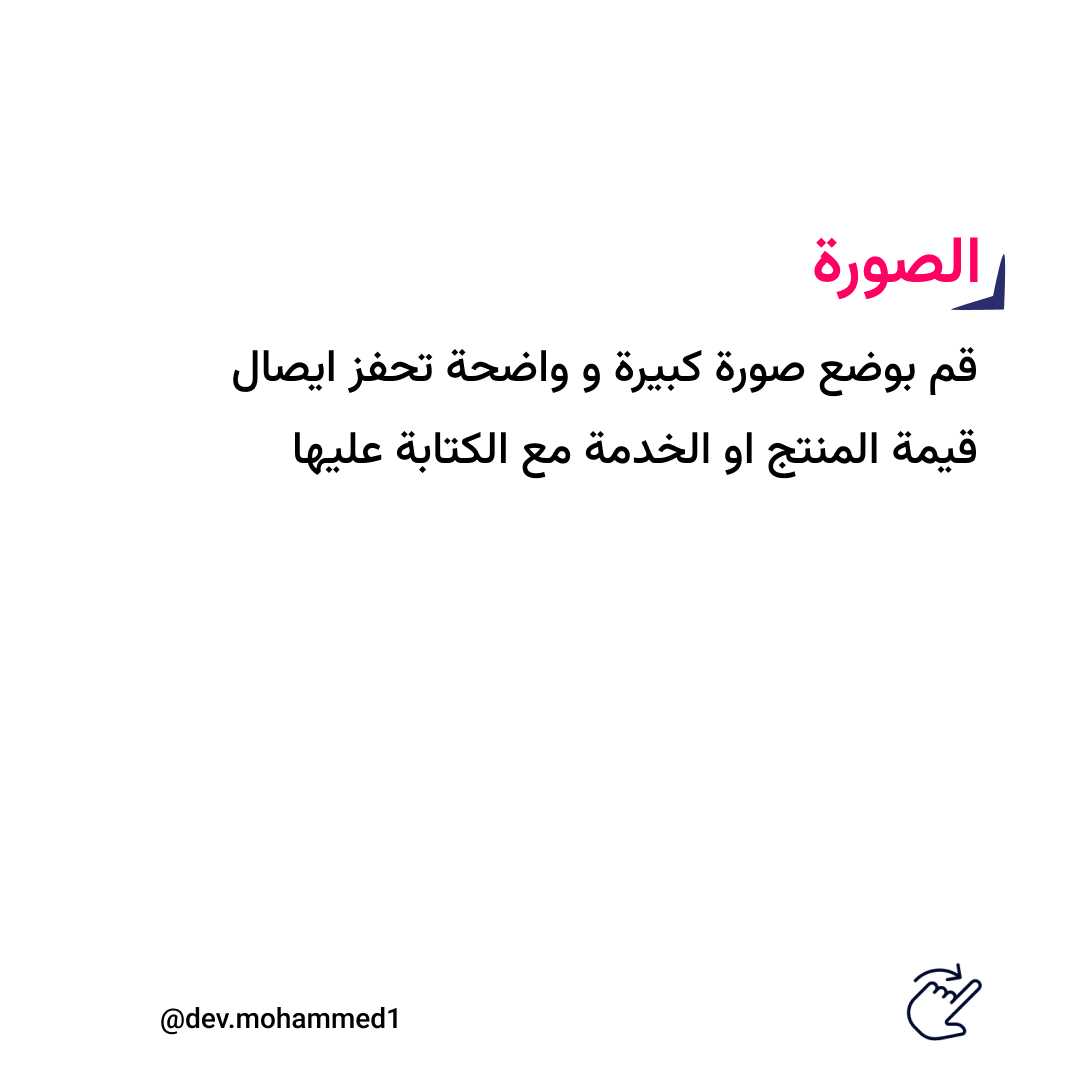 الصورة
قم بوضع صورة كبيرة و واضحة تحفز ايصال
قيمة المنتج او الخدمة مع الكتابة عليها
@dev.mohammed1